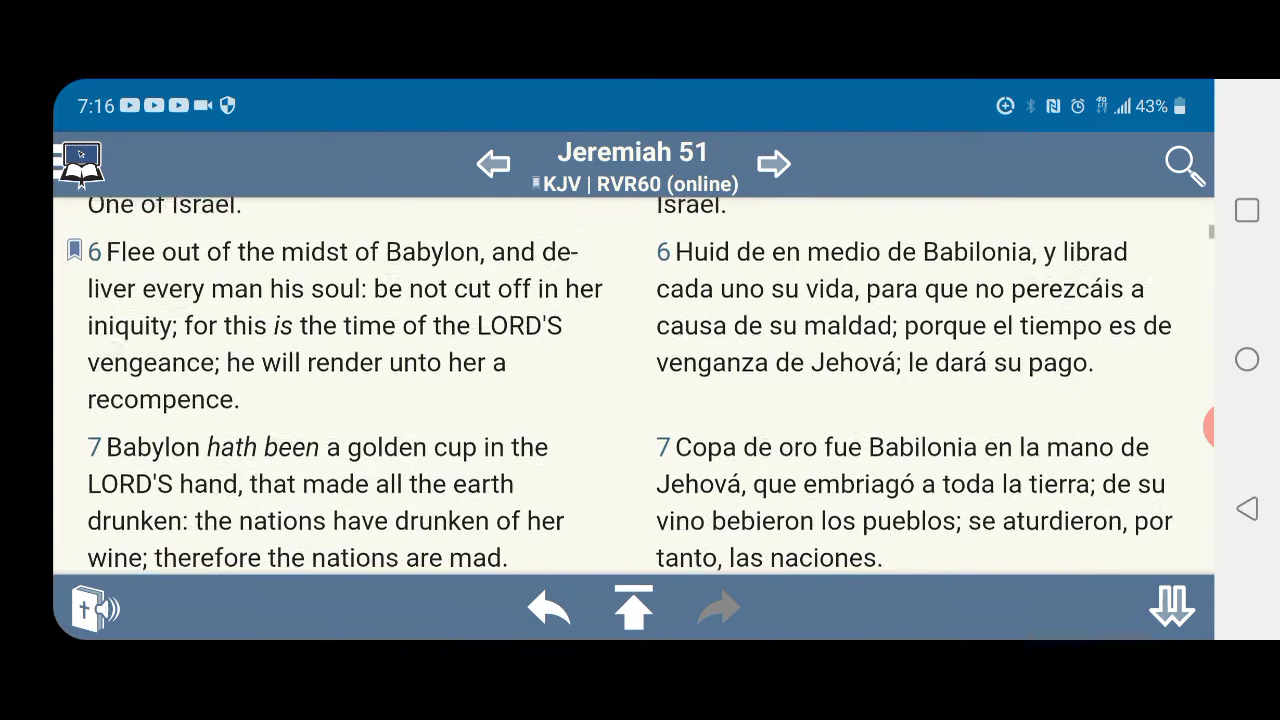 7:16
43%
Jeremiah 51
KJV | RVR60 (online)
One of Israel.
6 Flee out of the midst of Babylon, and de-
liver every man his soul: be not cut off in her
iniquity; for this is the time of the LORD'S
vengeance; he will render unto her a
recompence.
7 Babylon hath been a golden cup in the
LORD'S hand, that made all the earth
drunken: the nations have drunken of her
wine; therefore the nations are mad.
Israel.
6 Huid de en medio de Babilonia, y librad
cada uno su vida, para que no perezcáis a
causa de su maldad; porque el tiempo es de
venganza de Jehová; le dará su pago.
7 Copa de oro fue Babilonia en la mano de
Jehová, que embriagó a toda la tierra; de su
vino bebieron los pueblos; se aturdieron, por
tanto, las naciones.